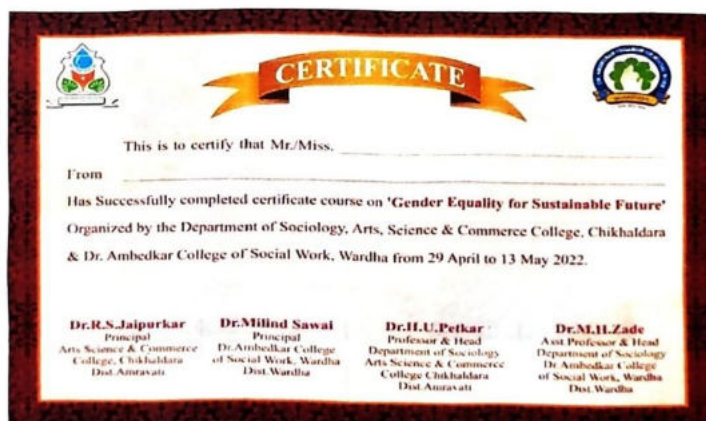 CERTIFICATE
This is to certify that Mr./Miss.
From
Has Successfully completed certificate course on 'Gender Equality for Sustainable Future'
Organized by the Department of Sociology, Arts, Science & Commerce College, Chikhaldara
& Dr. Ambedkar College of Social Work, Wardha from 29 April to 13 May 2022.
Dr.R.S.Jaipurkar
Principal
Arts Science & Commerce
College, Chikhaldara
Dist.Amravati
Dr.Milind Sawai
Principal
Dr.Ambedkar College
of Social Work, Wardha
Dist.Wardha
Dr.H.U.Petkar
Professor & Head
Department of Sociology
Arts Science & Commerce
College Chikhaldara
Dist.Amravati
Dr.M.H.Zade
Asst Professor & Head
Department of Sociology
Dr Ambedkar College
of Social Work, Wardha
Dist.Wardha